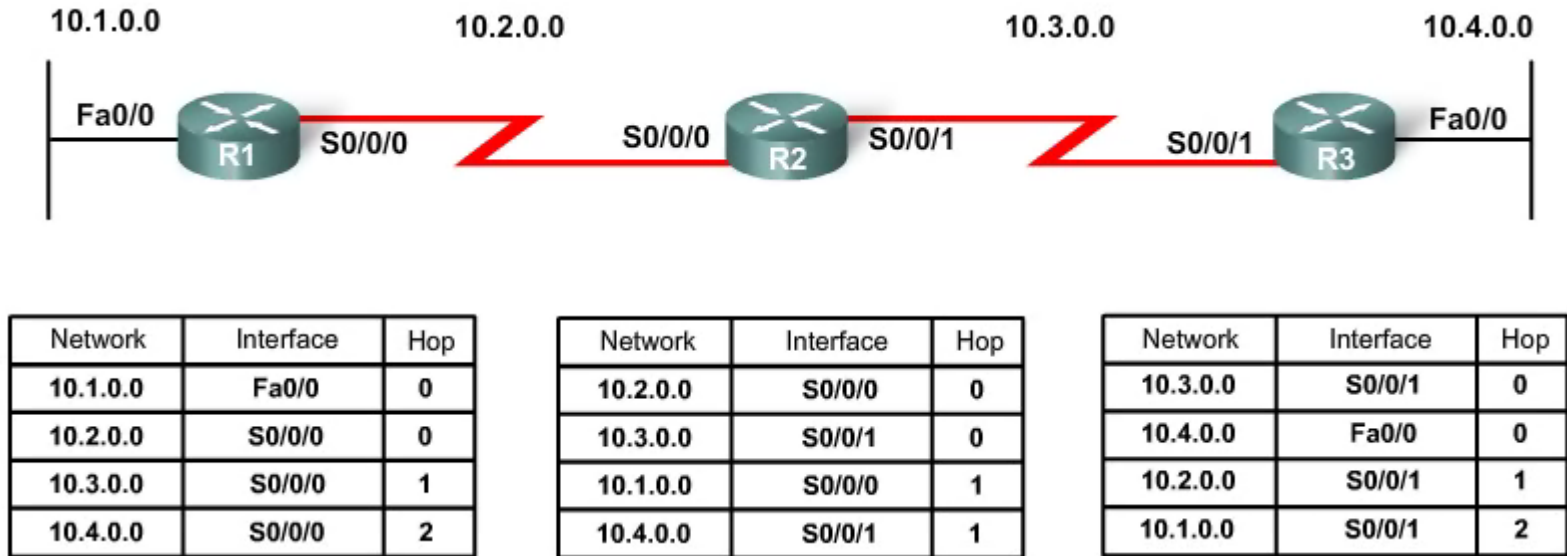 10.1.0.0 10.2.0.0 10.3.0.0 10.4.0.0
Fa0/0 R1 S0/0/0 S0/0/0 R2 S0/0/1 S0/0/1 R3 Fa0/0
Network Interface Hop
10.1.0.0 Fa0/0 0
10.2.0.0 S0/0/0 0
10.3.0.0 S0/0/0 1
10.4.0.0 S0/0/0 2
Network Interface Hop
10.2.0.0 S0/0/0 0
10.3.0.0 S0/0/1 0
10.1.0.0 S0/0/0 1
10.4.0.0 S0/0/1 1
Network Interface Hop
10.3.0.0 S0/0/1 0
10.4.0.0 Fa0/0 0
10.2.0.0 S0/0/1 1
10.1.0.0 S0/0/1 2